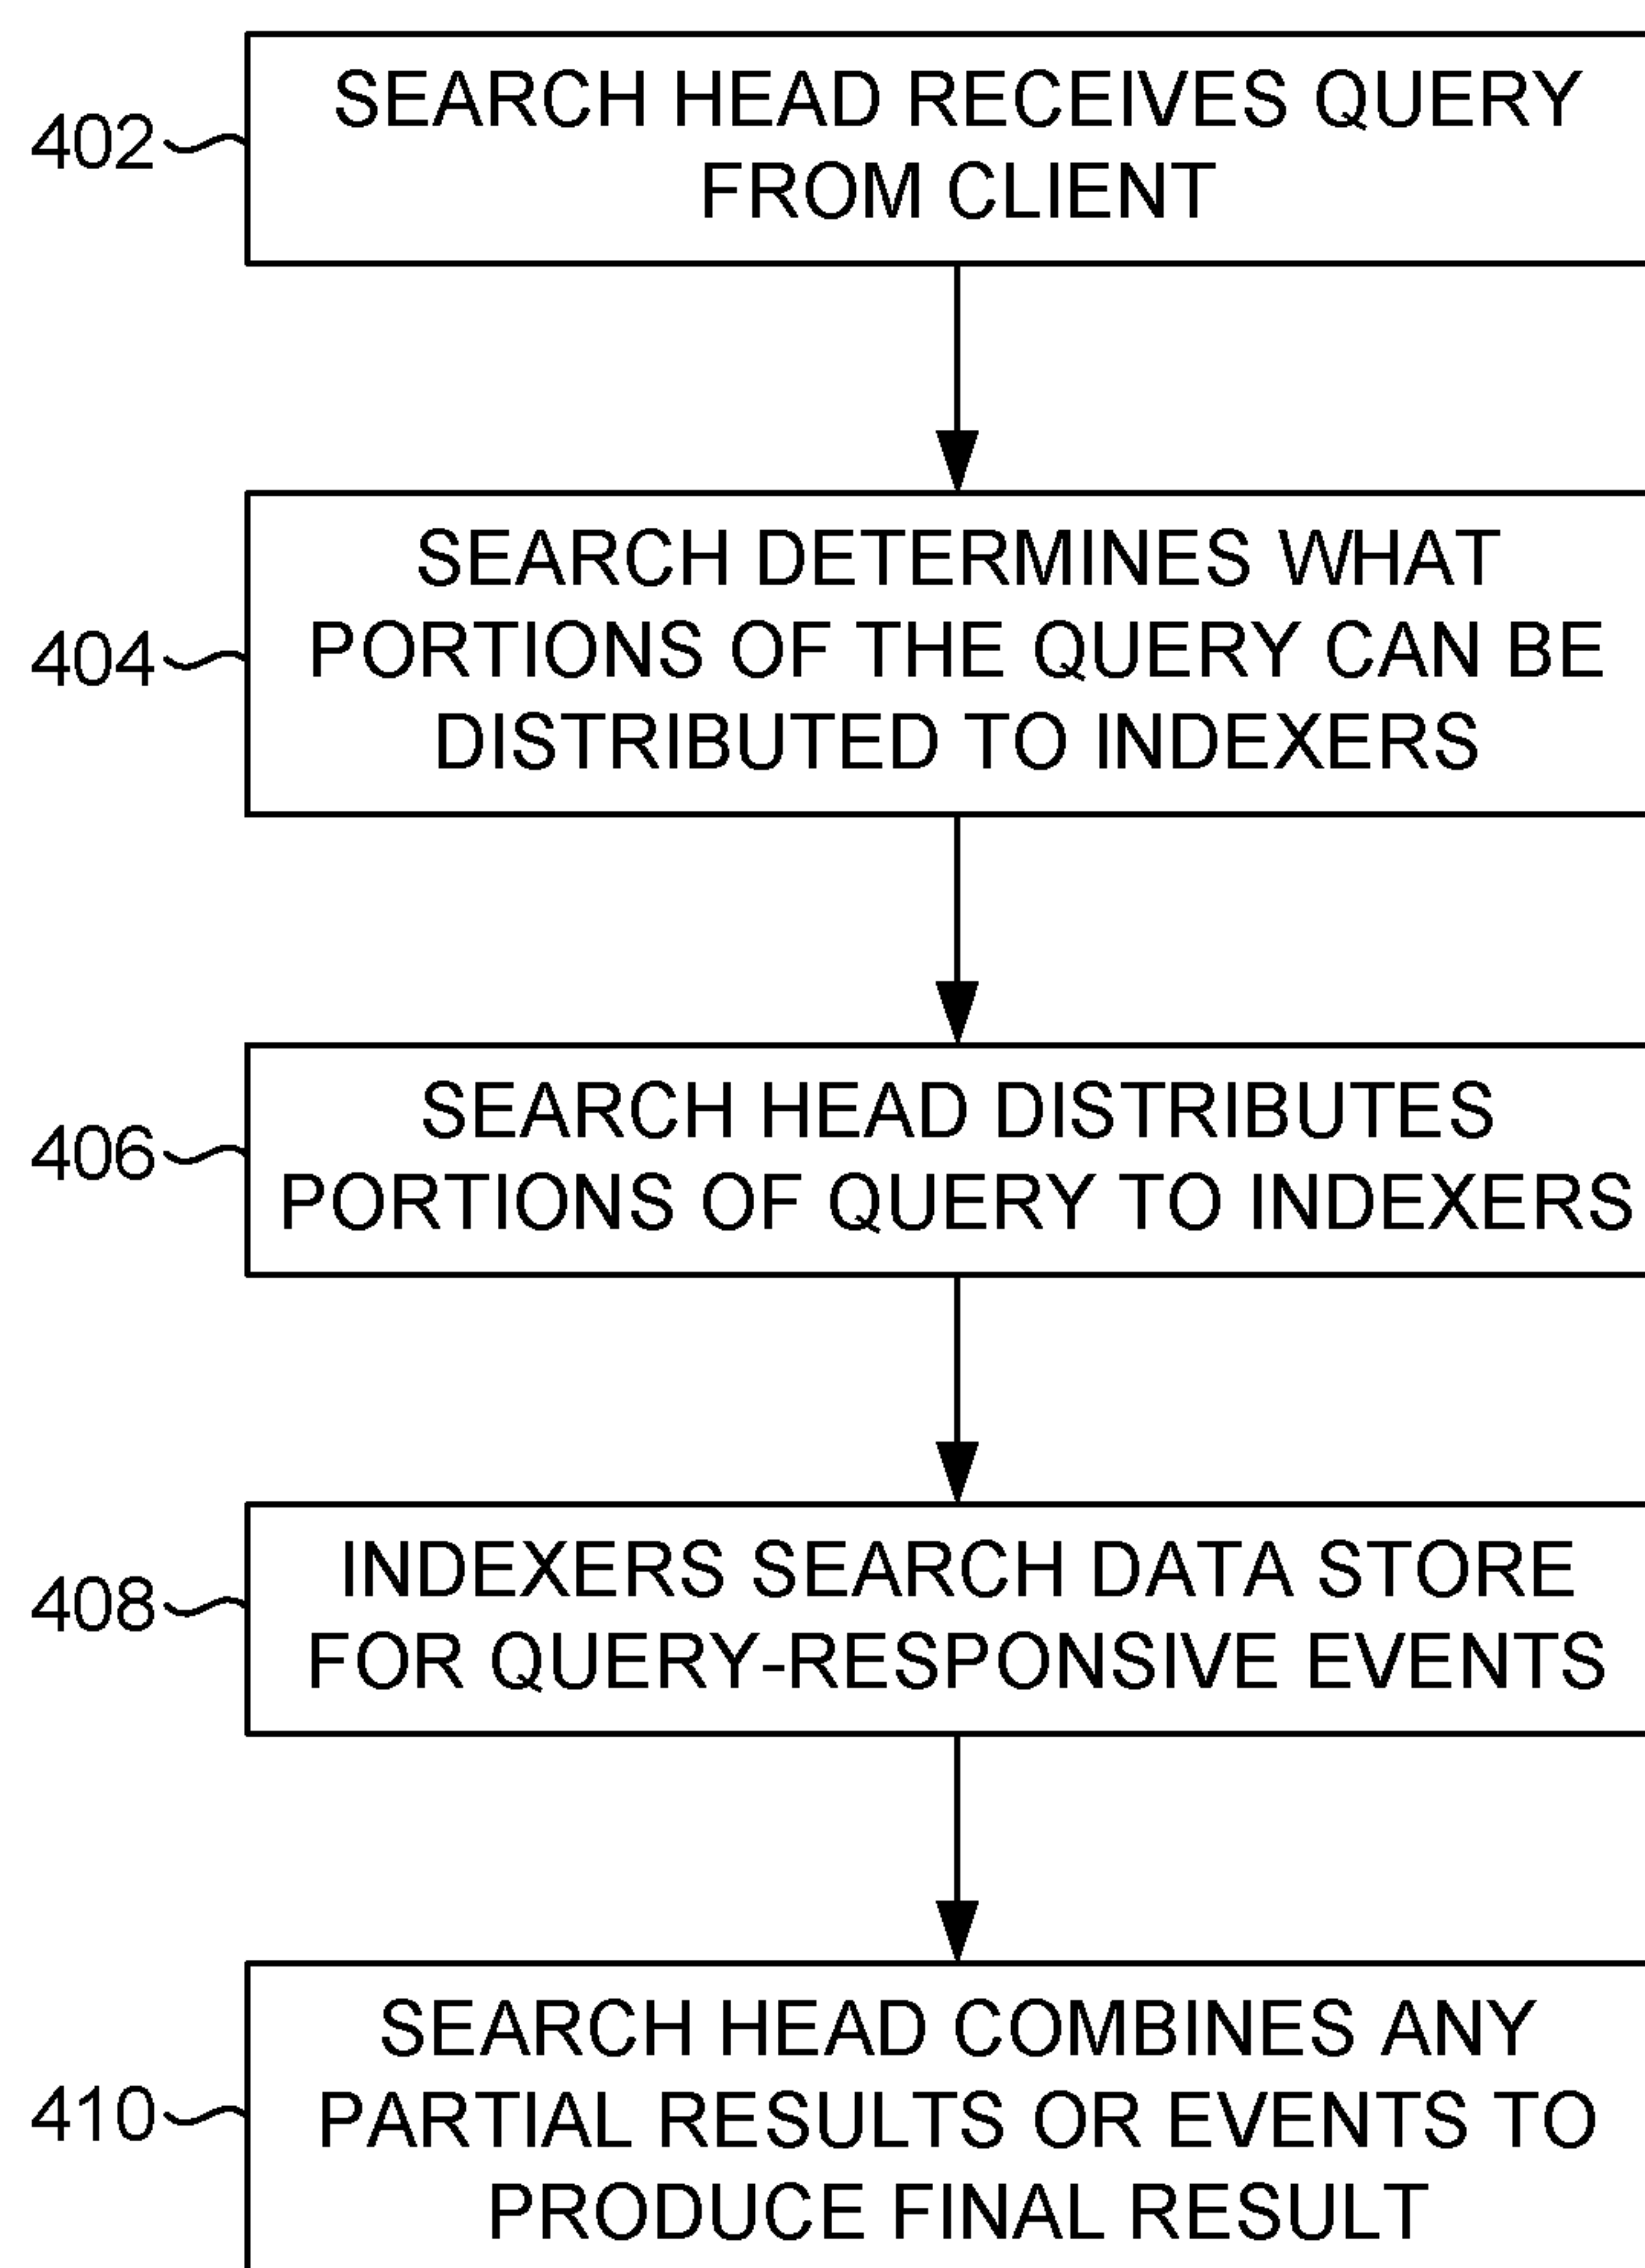 402
SEARCH HEAD RECEIVES QUERY
FROM CLIENT
404
SEARCH DETERMINES WHAT
PORTIONS OF THE QUERY CAN BE
DISTRIBUTED TO INDEXERS
406
SEARCH HEAD DISTRIBUTES
PORTIONS OF QUERY TO INDEXERS
408
INDEXERS SEARCH DATA STORE
FOR QUERY-RESPONSIVE EVENTS
410
SEARCH HEAD COMBINES ANY
PARTIAL RESULTS OR EVENTS TO
PRODUCE FINAL RESULT